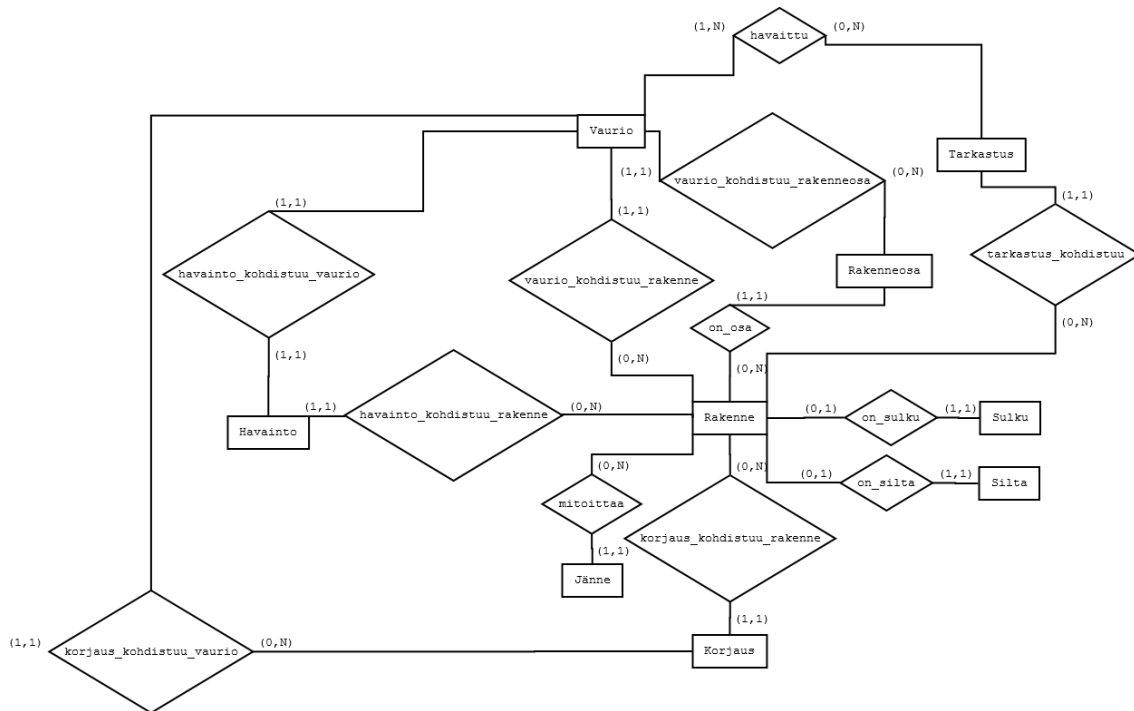 (1,N)
havaittu
(0,N)
Vaurio
Tarkastus
(1,1)
vaurio_kohdistuu_rakenneosa
(0,N)
(1,1)
(1,1)
(1,1)
havainto_kohdistuu_vaurio
vaurio_kohdistuu_rakenne
Rakenneosa
tarkastus_kohdistuu
(1,1)
on_osa
(0,N)
(1,1)
(0,N)
(0,N)
(1,1)
havainto_kohdistuu_rakenne
(0,N)
Havainto
Rakenne
(0,1)
on_sulku
(1,1)
Sulku
(0,N)
(0,N)
(0,1)
on_silta
(1,1)
Silta
mitoittaa
korjaus_kohdistuu_rakenne
(1,1)
Jänne
(1,1)
(1,1)
korjaus_kohdistuu_vaurio
(0,N)
Korjaus